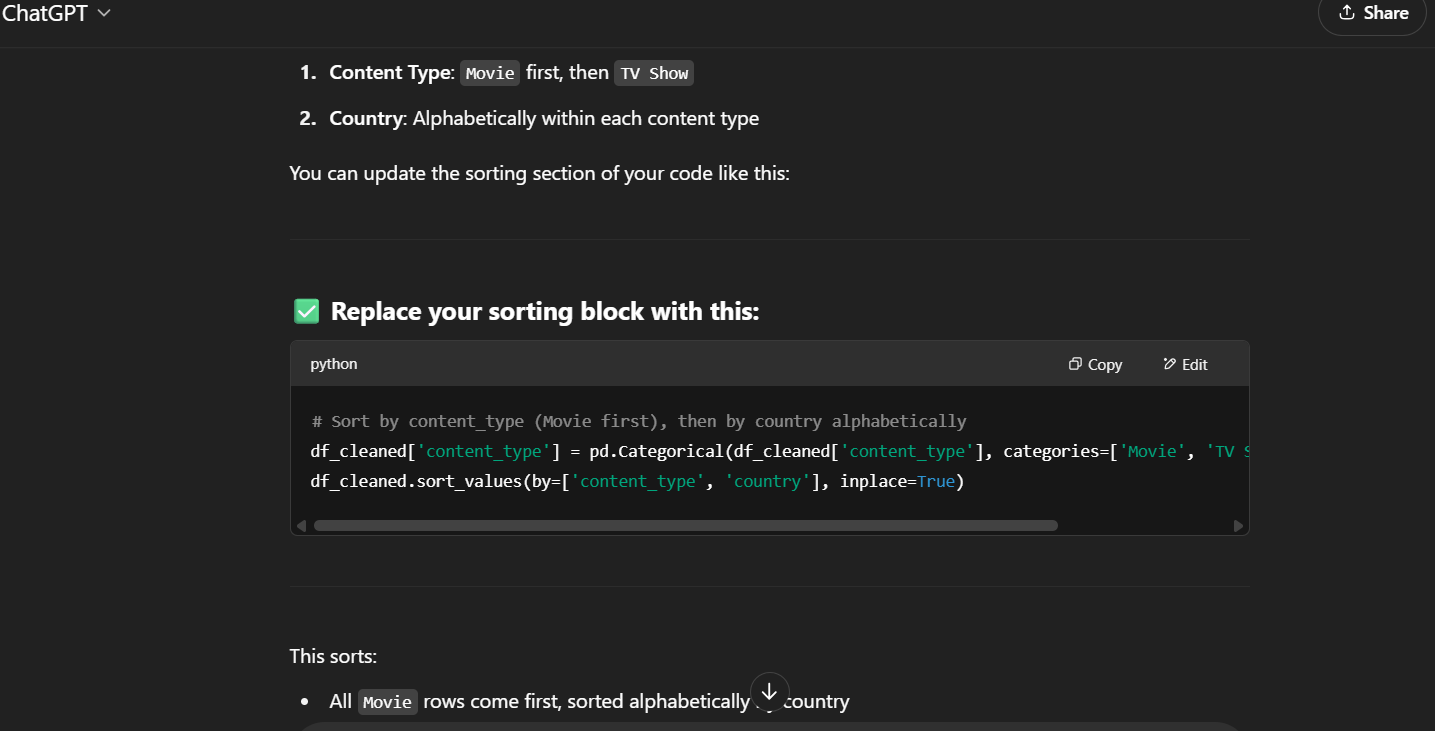 ChatGPT
Share
1. Content Type: Movie first, then TV Show
2. Country: Alphabetically within each content type
You can update the sorting section of your code like this:
✅ Replace your sorting block with this:
python
Copy
Edit
# Sort by content_type (Movie first), then by country alphabetically
df_cleaned['content_type'] = pd.Categorical(df_cleaned['content_type'], categories=['Movie', 'TV S
df_cleaned.sort_values(by=['content_type', 'country'], inplace=True)
This sorts:
• All Movie rows come first, sorted alphabetically country